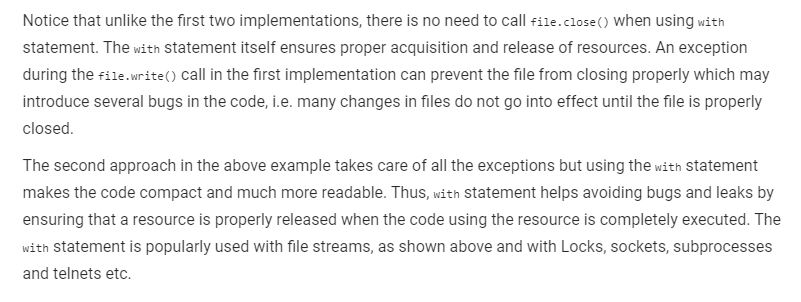 Notice that unlike the first two implementations, there is no need to call file.close() when using with
statement. The with statement itself ensures proper acquisition and release of resources. An exception
during the file.write() call in the first implementation can prevent the file from closing properly which may
introduce several bugs in the code, i.e. many changes in files do not go into effect until the file is properly
closed.
The second approach in the above example takes care of all the exceptions but using the with statement
makes the code compact and much more readable. Thus, with statement helps avoiding bugs and leaks by
ensuring that a resource is properly released when the code using the resource is completely executed. The
with statement is popularly used with file streams, as shown above and with Locks, sockets, subprocesses
and telnets etc.